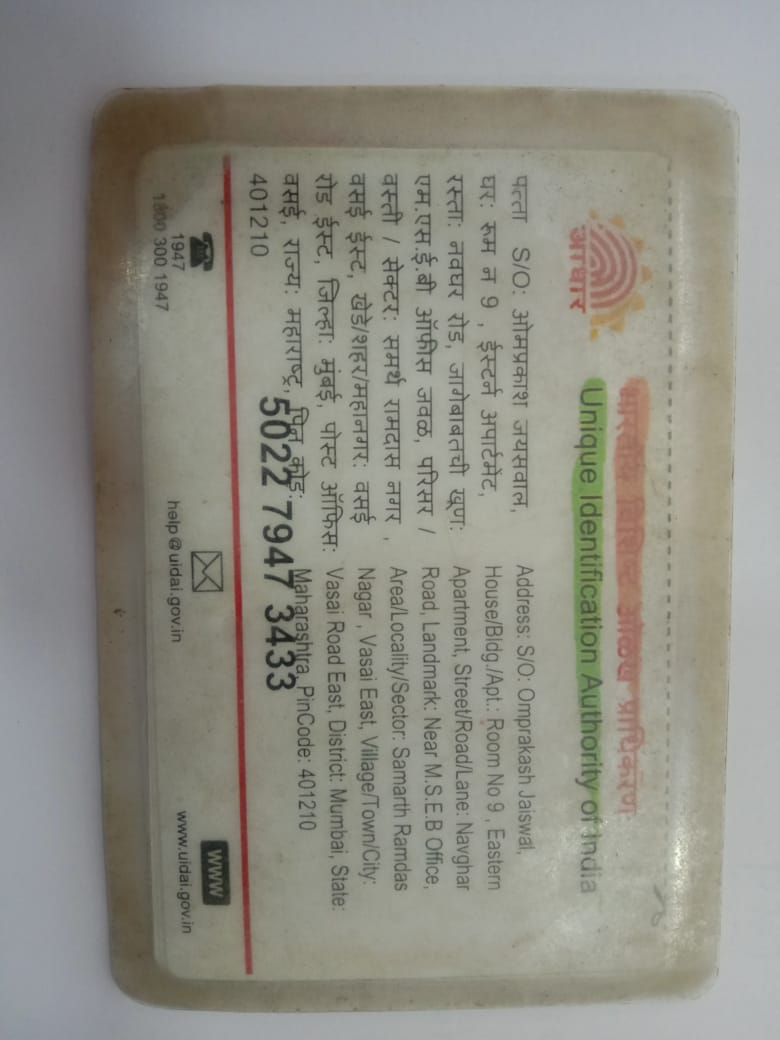 भारतीय विशिष्ट ओळख प्राधिकरण
Unique Identification Authority of India
आधार
पत्ता S/O: ओमप्रकाश जयसवाल,
घर: रूम न 9 , ईस्टर्न अपार्टमेंट,
रस्ता: नवघर रोड, जागेबाबतची खूण:
एम.एस.ई.बी ऑफीस जवळ, परिसर /
वस्ती / सेक्टर: समर्थ रामदास नगर ,
वसई ईस्ट, खेडे/शहर/महानगर: वसई
रोड ईस्ट, जिल्हा: मुंबई, पोस्ट ऑफिस:
वसई, राज्य: महाराष्ट्र, पिन कोड:
401210
Address: S/O: Omprakash Jaiswal,
House/Bldg./Apt.: Room No 9 , Eastern
Apartment, Street/Road/Lane: Navghar
Road, Landmark: Near M.S.E.B Office,
Area/Locality/Sector: Samarth Ramdas
Nagar , Vasai East, Village/Town/City:
Vasai Road East, District: Mumbai, State:
Maharashtra, PinCode: 401210
5022 7947 3433
1947
1800 300 1947
help@uidai.gov.in
www
www.uidai.gov.in